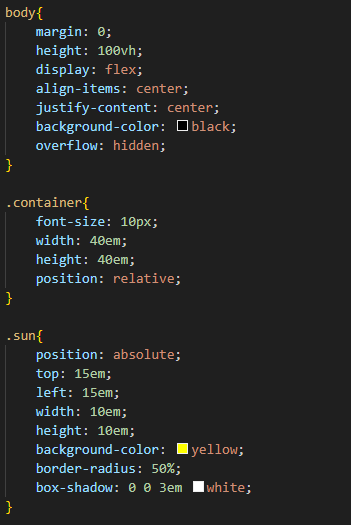 body{
    margin: 0;
    height: 100vh;
    display: flex;
    align-items: center;
    justify-content: center;
    background-color: black;
    overflow: hidden;
}

.container{
    font-size: 10px;
    width: 40em;
    height: 40em;
    position: relative;
}

.sun{
    position: absolute;
    top: 15em;
    left: 15em;
    width: 10em;
    height: 10em;
    background-color: yellow;
    border-radius: 50%;
    box-shadow: 0 0 3em white;
}